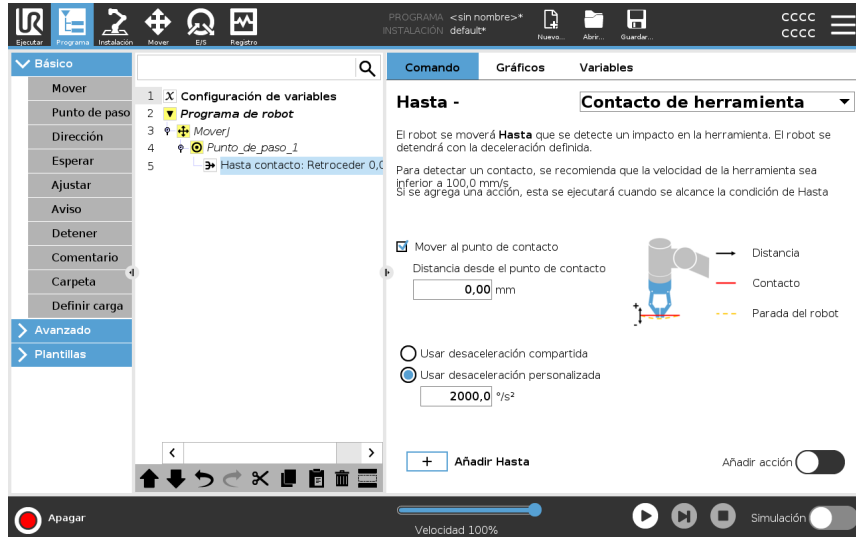 UR
PROGRAMA <sin nombre>*
INSTALACIÓN default*
CCCC
CCCC
Ejecutar Programa Instalación Mover E/S Registro Nuevo... Abrir... Guardar...
Básico
Mover
Punto de paso
Dirección
Esperar
Ajustar
Aviso
Detener
Comentario
Carpeta
Definir carga
Avanzado
Plantillas
1 X Configuración de variables
2 Programa de robot
3 MoverJ
4 Punto_de_paso_1
5 Hasta contacto: Retroceder 0,0
Comando Gráficos Variables
Hasta - Contacto de herramienta
El robot se moverá Hasta que se detecte un impacto en la herramienta. El robot se
detendrá con la deceleración definida.
Para detectar un contacto, se recomienda que la velocidad de la herramienta sea
inferior a 100,0 mm/s
Si se agrega una acción, esta se ejecutará cuando se alcance la condición de Hasta
Mover al punto de contacto
Distancia desde el punto de contacto
0,00 mm
+
-
Distancia
Contacto
Parada del robot
Usar desaceleración compartida
Usar desaceleración personalizada
2000,0 °/s²
+ Añadir Hasta
Añadir acción
Apagar
Velocidad 100%
Simulación